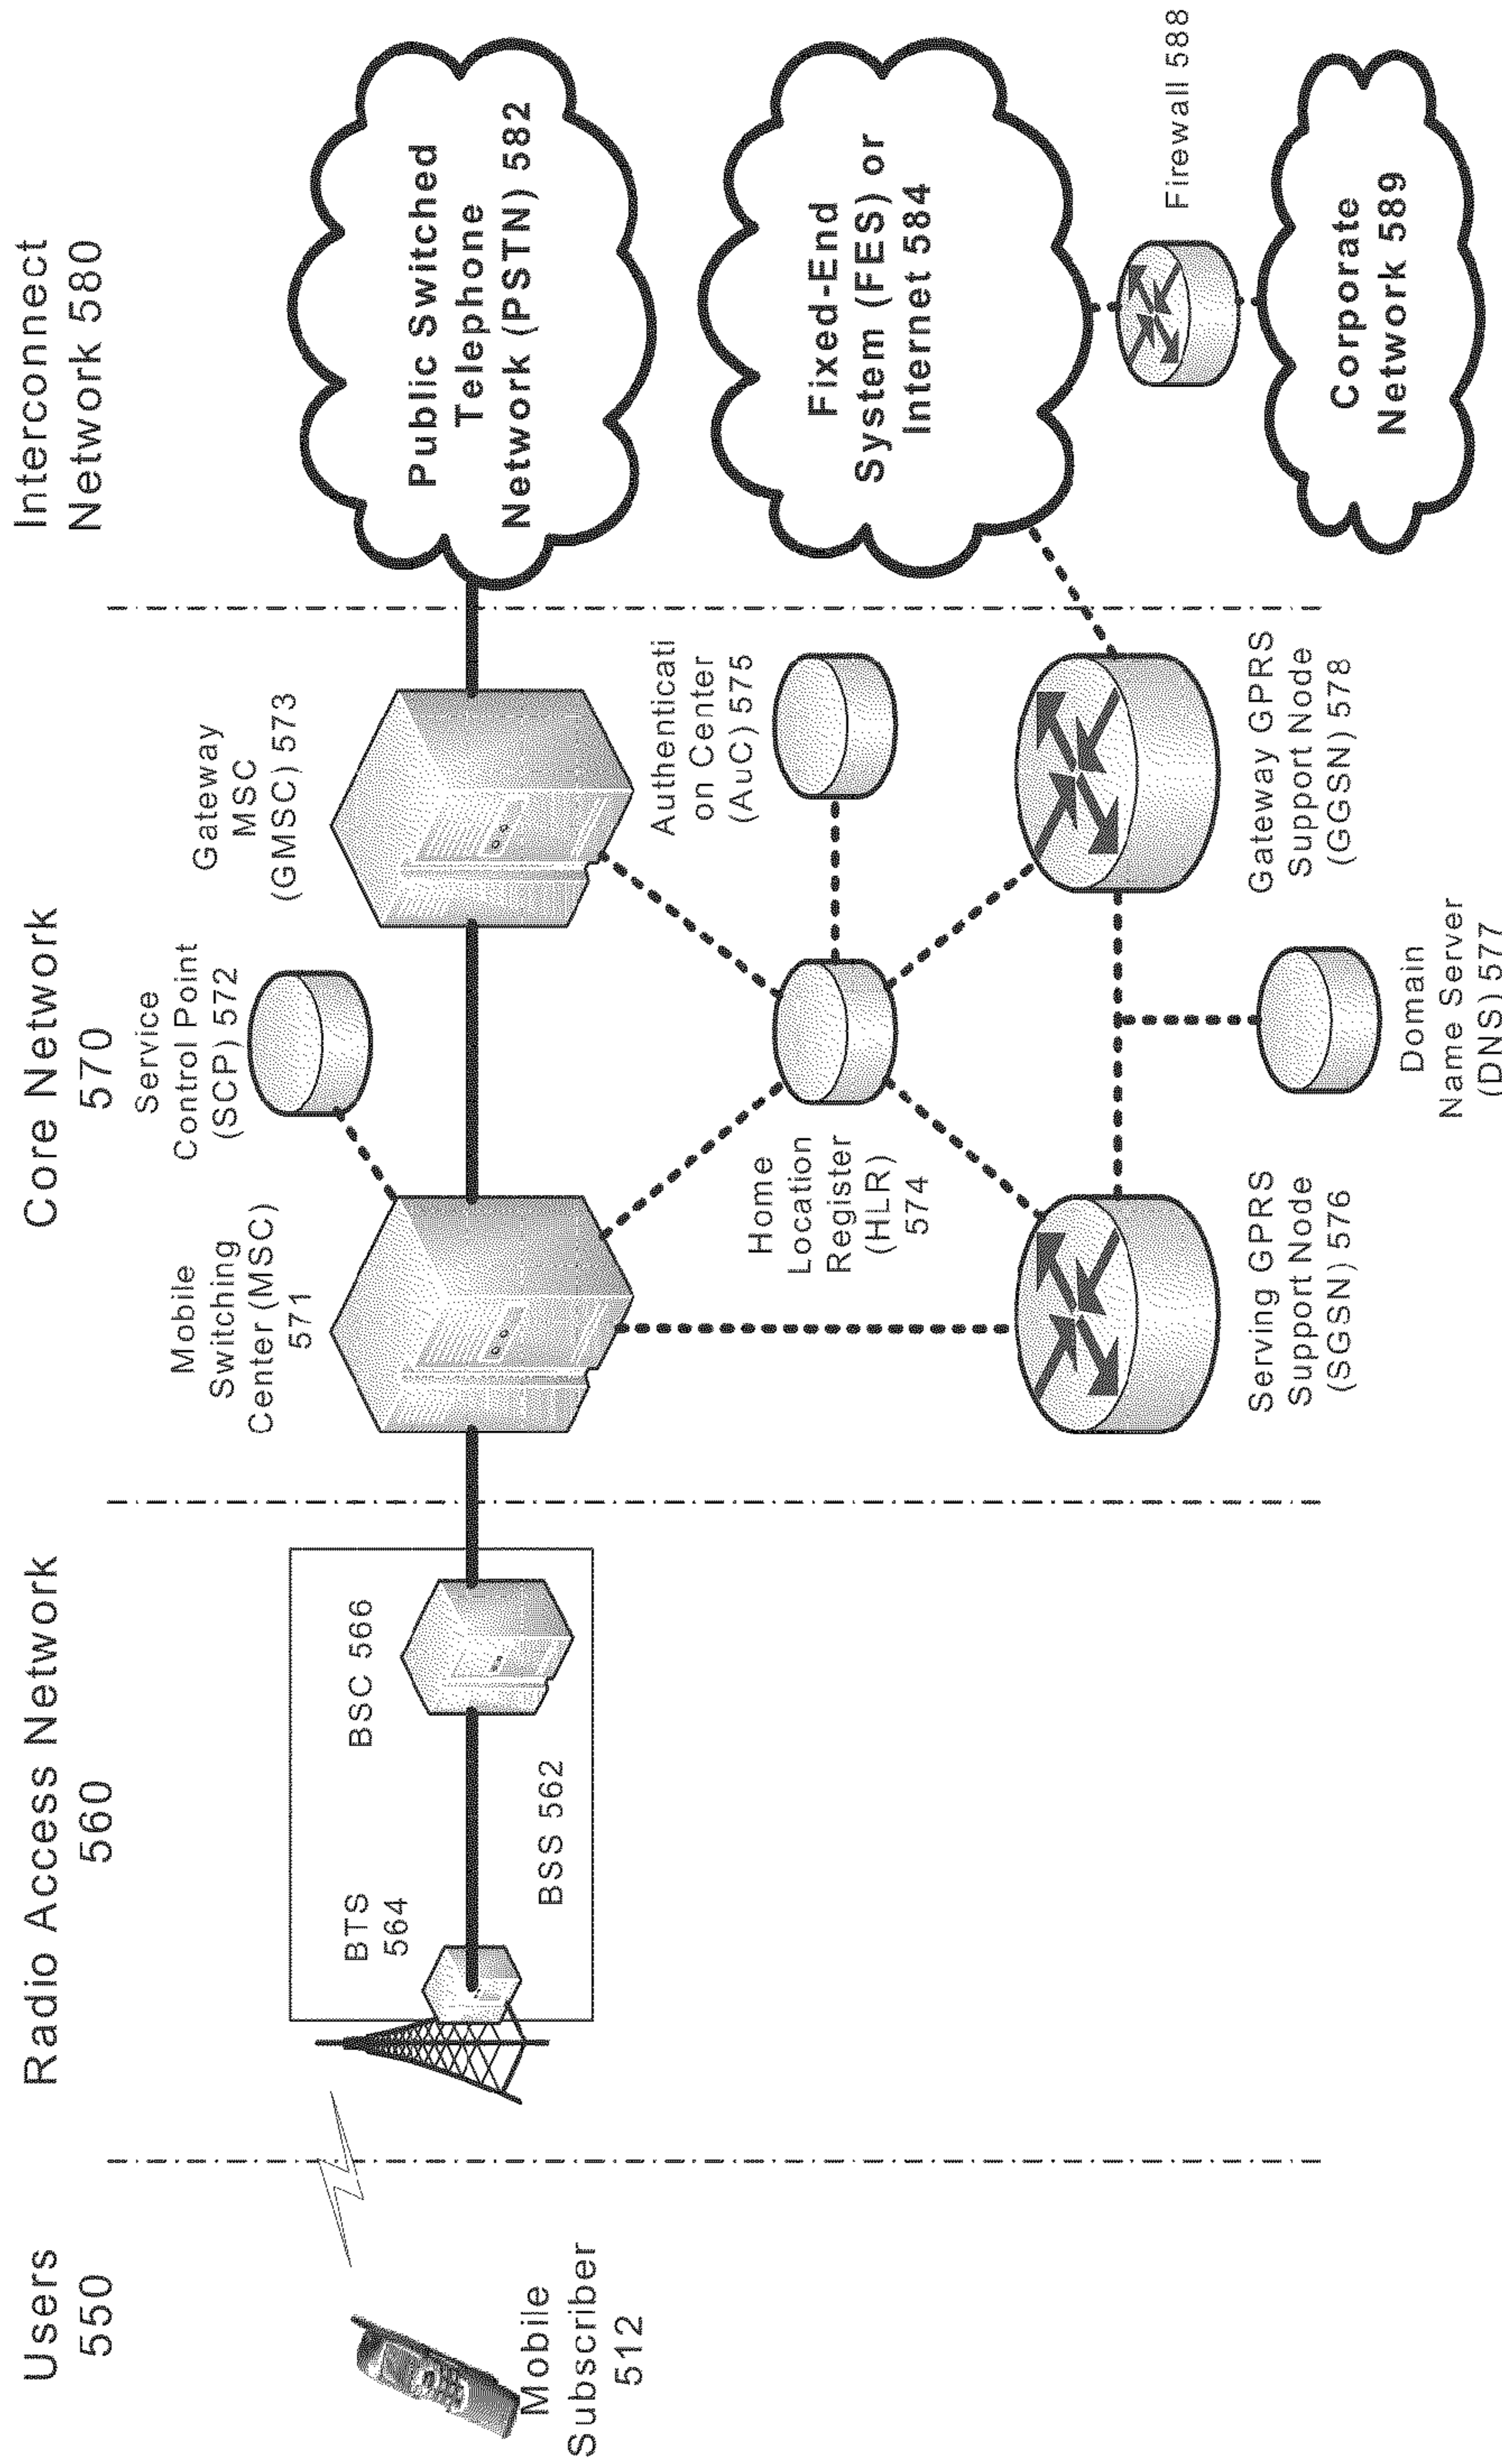 Users
550
Radio Access Network
560
Core Network
570
Interconnect
Network 580
Mobile
Subscriber
512
BTS
564
BSC 566
BSS 562
Mobile
Switching
Center (MSC)
571
Service
Control Point
(SCP) 572
Gateway
MSC
(GMSC) 573
Home
Location
Register
(HLR)
574
Authenticati
on Center
(AuC) 575
Serving GPRS
Support Node
(SGSN) 576
Domain
Name Server
(DNS) 577
Gateway GPRS
Support Node
(GGSN) 578
Public Switched
Telephone
Network (PSTN) 582
Fixed-End
System (FES) or
Internet 584
Firewall 588
Corporate
Network 589